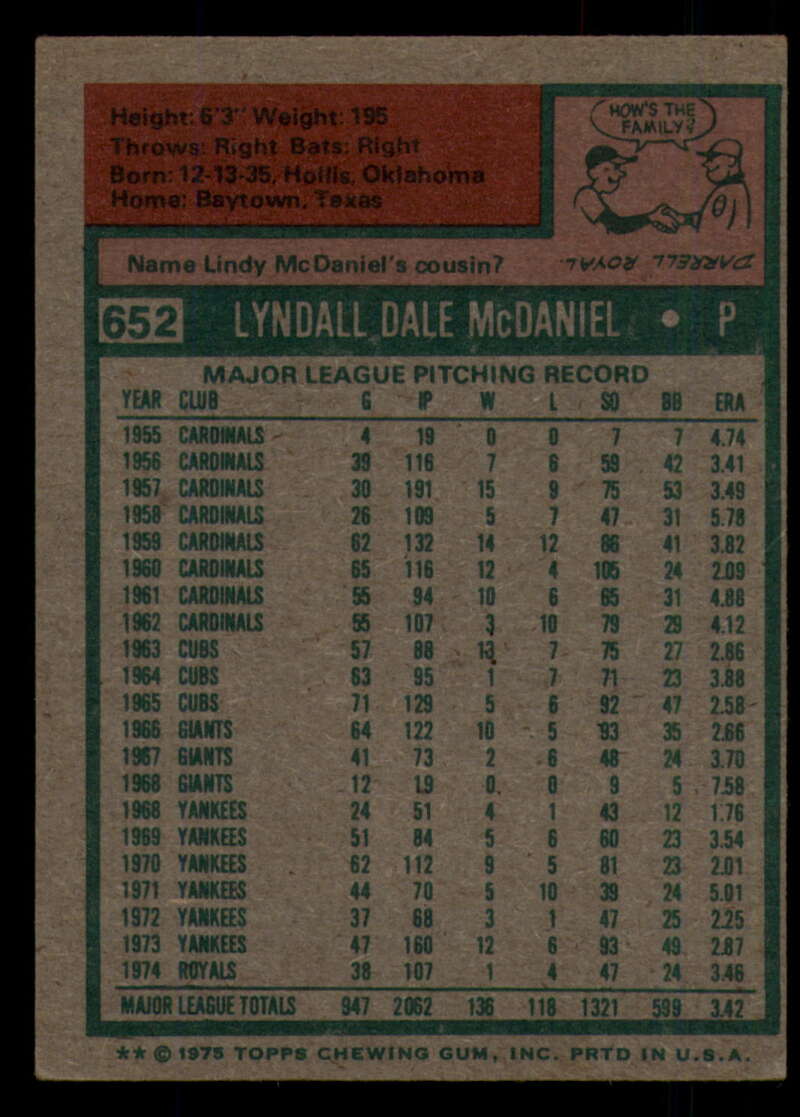 Height: 6'3" Weight: 195
Throws: Right Bats: Right
Born: 12-13-35, Hollis, Oklahoma
Home: Baytown, Texas
HOW'S THE
FAMILY?
Name Lindy McDaniel's cousin?
DARRELL ROYAL.
652 LYNDALL DALE McDANIEL • P
MAJOR LEAGUE PITCHING RECORD
YEAR CLUB G IP W L SO BB ERA
1955 CARDINALS 4 19 0 0 7 7 4.74
1956 CARDINALS 39 116 7 6 59 42 3.41
1957 CARDINALS 30 191 15 9 75 53 3.49
1958 CARDINALS 26 109 5 7 47 31 5.78
1959 CARDINALS 62 132 14 12 86 41 3.82
1960 CARDINALS 65 116 12 4 105 24 2.09
1961 CARDINALS 55 94 10 6 65 31 4.88
1962 CARDINALS 55 107 3 10 79 29 4.12
1963 CUBS 57 88 13 7 75 27 2.86
1964 CUBS 63 95 1 7 71 23 3.88
1965 CUBS 71 129 5 6 92 47 2.58
1966 GIANTS 64 122 10 5 93 35 2.66
1967 GIANTS 41 73 2 6 48 24 3.70
1968 GIANTS 12 19 0 0 9 5 7.58
1968 YANKEES 24 51 4 1 43 12 1.76
1969 YANKEES 51 84 5 6 60 23 3.54
1970 YANKEES 62 112 9 5 81 23 2.01
1971 YANKEES 44 70 5 10 39 24 5.01
1972 YANKEES 37 68 3 1 47 25 2.25
1973 YANKEES 47 160 12 6 93 49 2.87
1974 ROYALS 38 107 1 4 47 24 3.46
MAJOR LEAGUE TOTALS 947 2062 136 118 1321 599 3.42
** © 1975 TOPPS CHEWING GUM, INC. PRTD IN U.S.A.